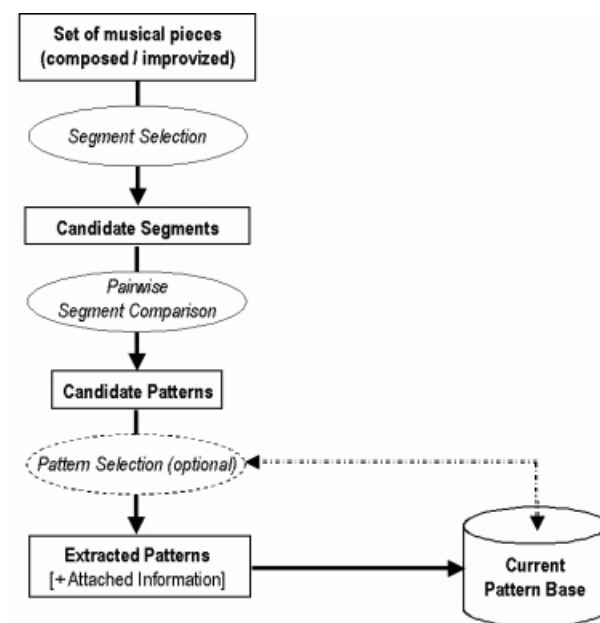 Set of musical pieces
(composed / improvized)
Segment Selection
Candidate Segments
Pairwise
Segment Comparison
Candidate Patterns
Pattern Selection (optional)
Extracted Patterns
[+Attached Information]
Current
Pattern Base